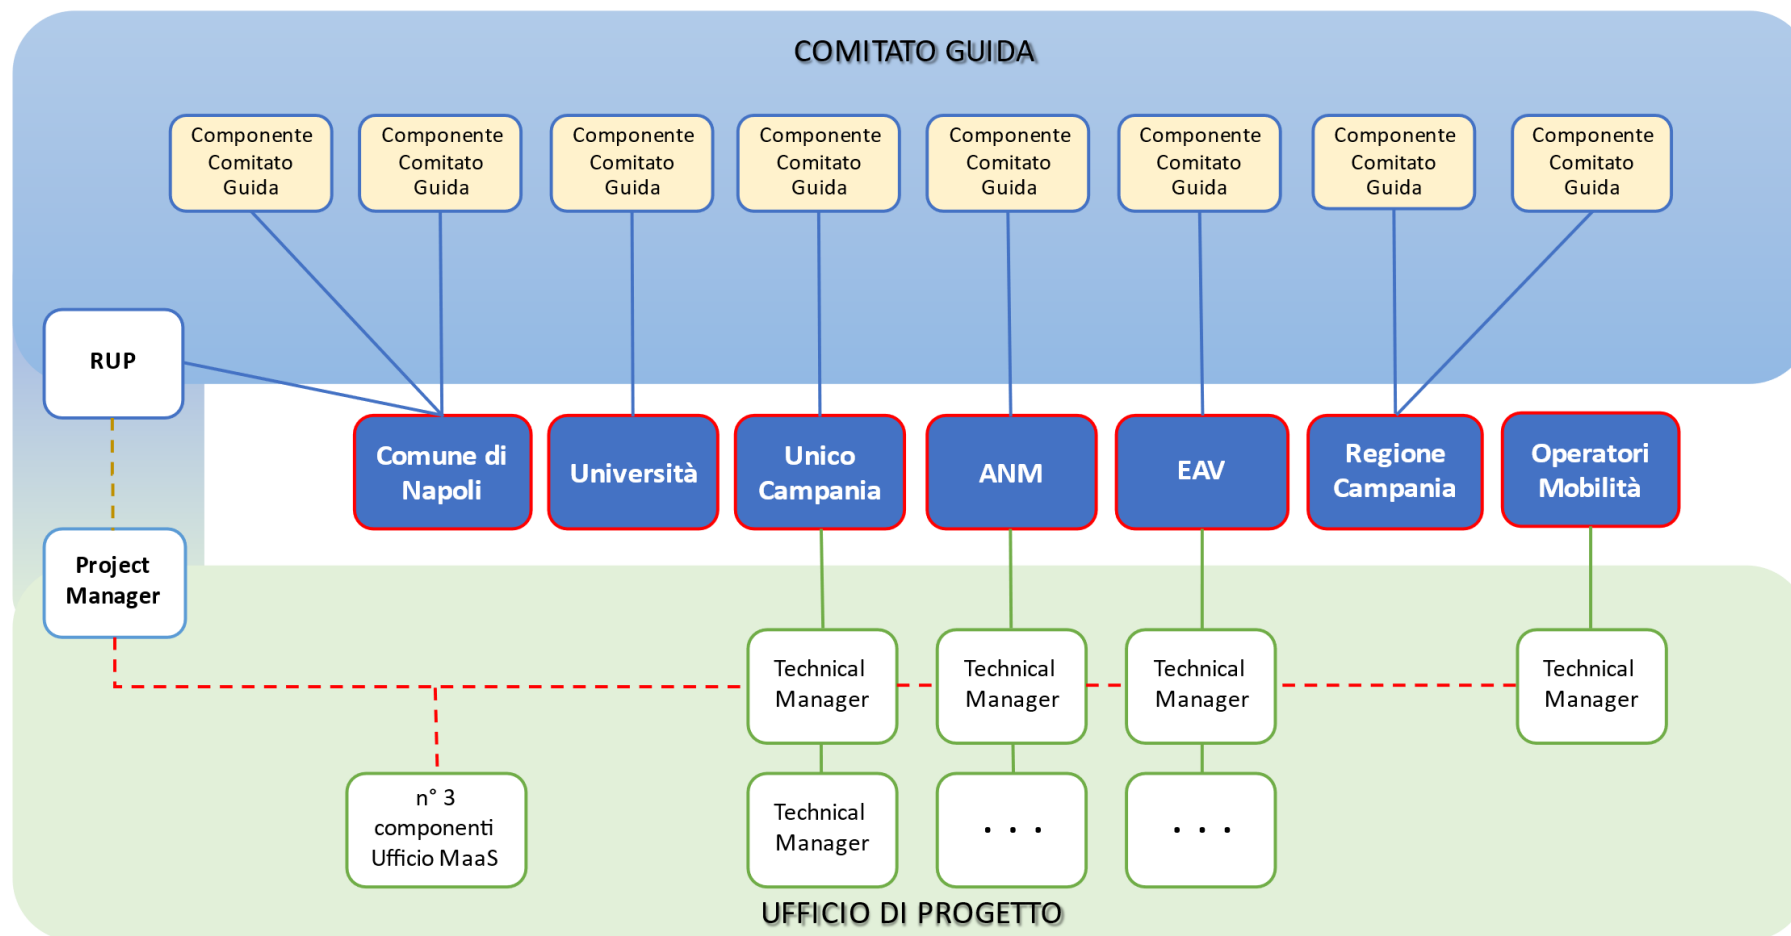 COMITATO GUIDA
Componente
Comitato
Guida
Componente
Comitato
Guida
Componente
Comitato
Guida
Componente
Comitato
Guida
Componente
Comitato
Guida
Componente
Comitato
Guida
Componente
Comitato
Guida
Componente
Comitato
Guida
RUP
Comune di
Napoli
Università
Unico
Campania
ANM
EAV
Regione
Campania
Operatori
Mobilità
Project
Manager
Technical
Manager
Technical
Manager
Technical
Manager
Technical
Manager
n° 3
componenti
Ufficio MaaS
Technical
Manager
. . .
. . .
UFFICIO DI PROGETTO